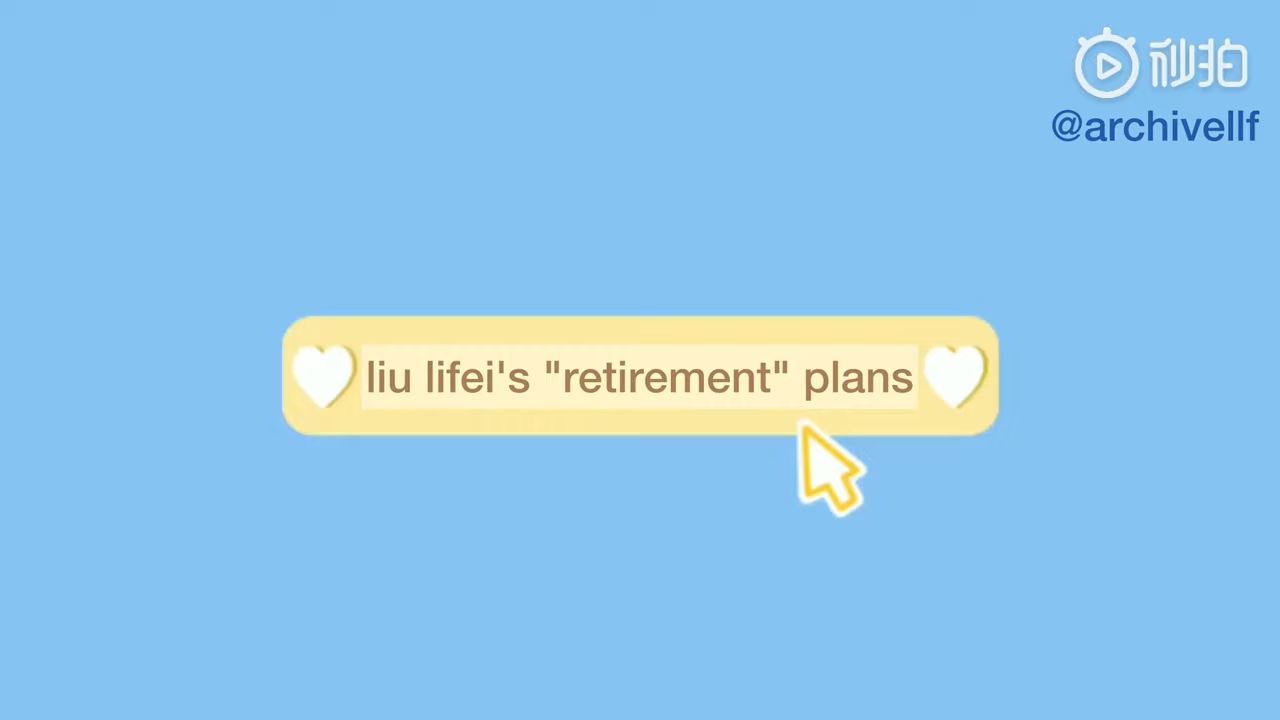 秒拍
@archivellf
liu lifei's "retirement" plans